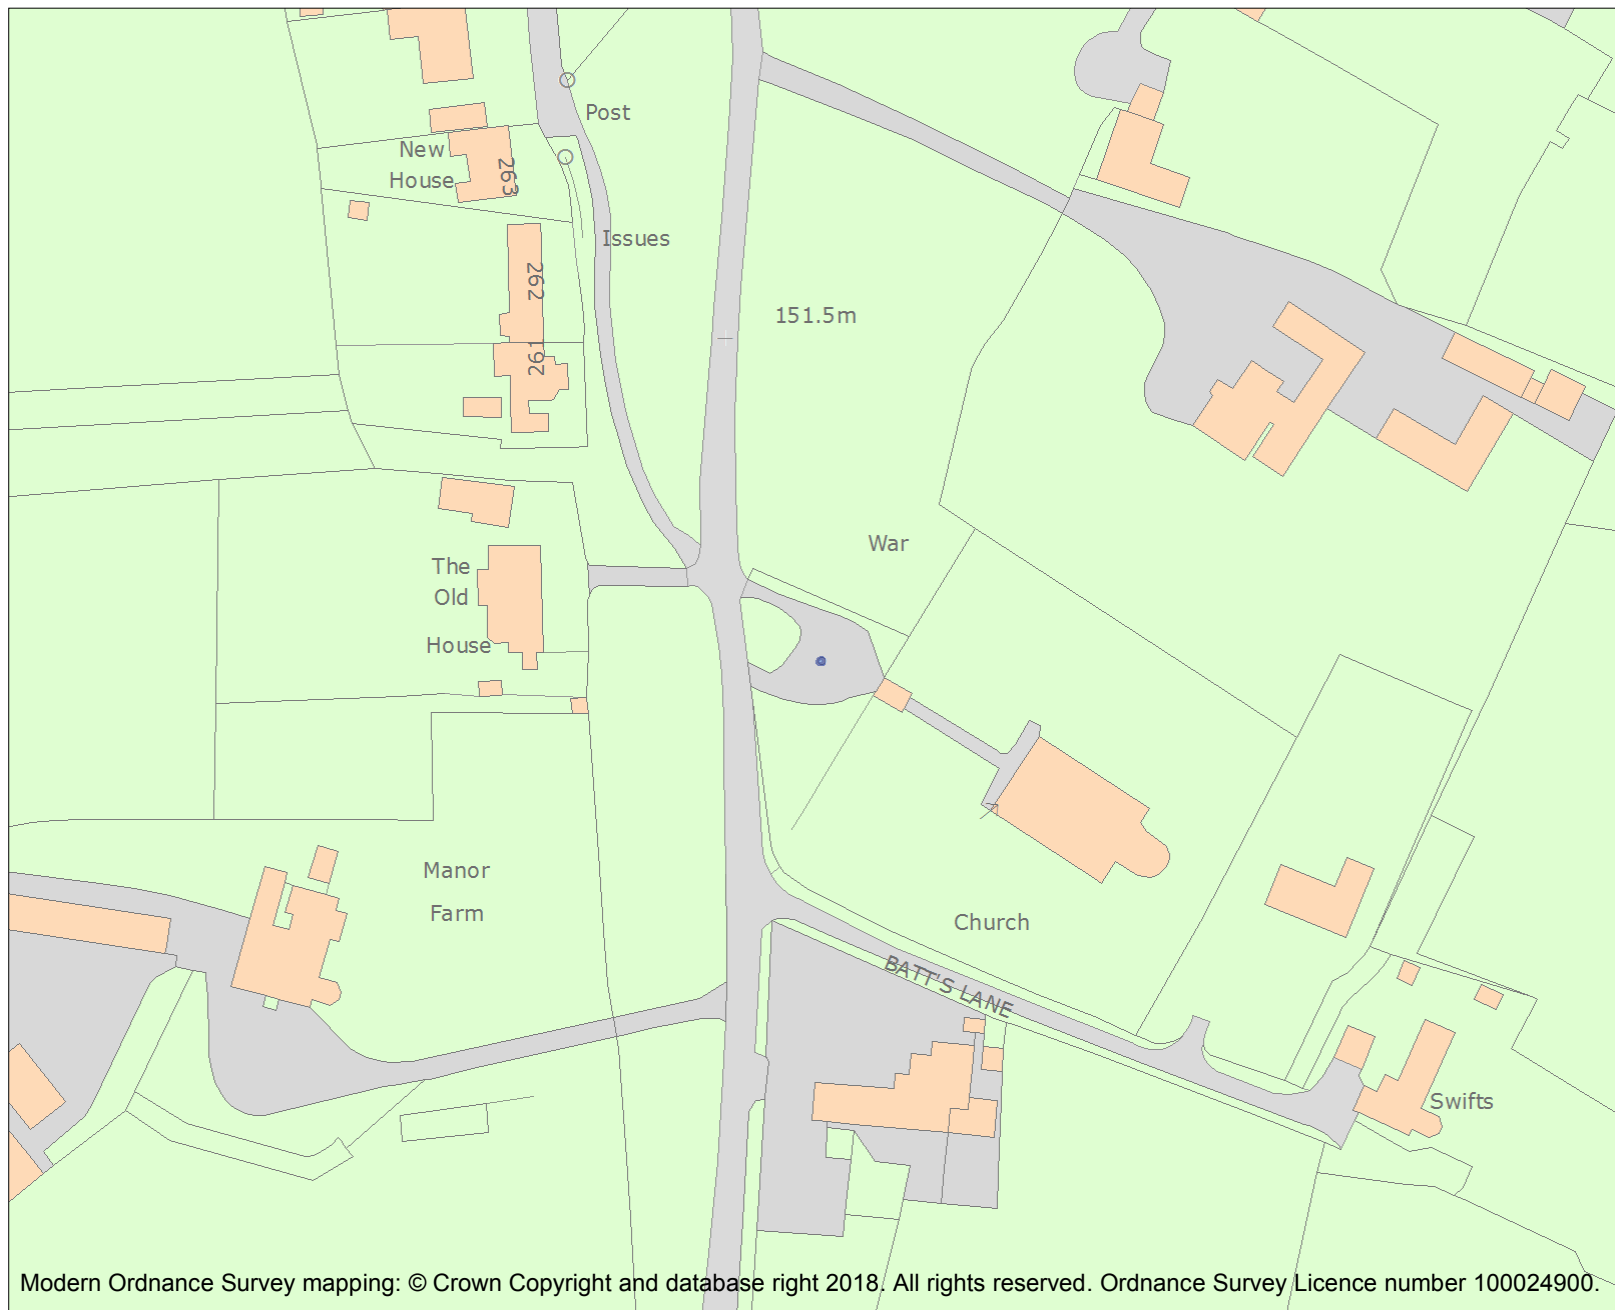 Post
New
House
263
Issues
262
151.5m
261
War
The
Old
House
Manor
Farm
Church
BATT'S LANE
Swifts
Modern Ordnance Survey mapping: © Crown Copyright and database right 2018. All rights reserved. Ordnance Survey Licence number 100024900.